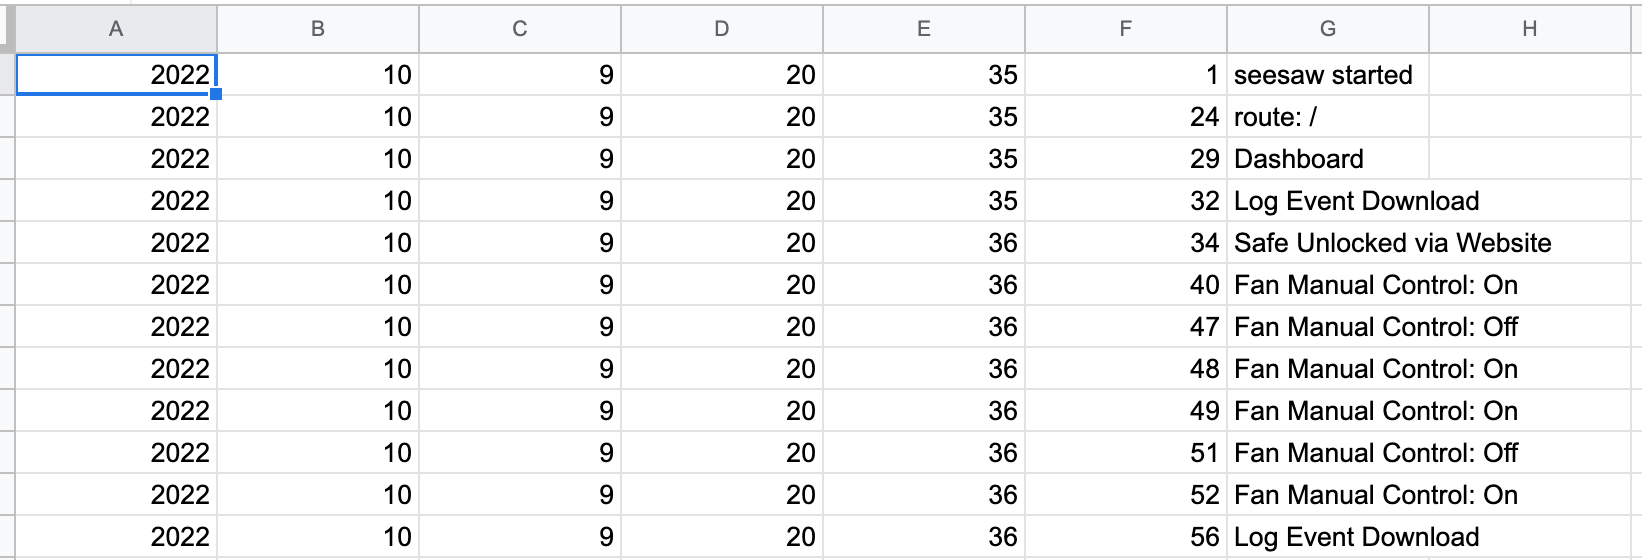 A B C D E F G H
2022 10 9 20 35 1 seesaw started
2022 10 9 20 35 24 route: /
2022 10 9 20 35 29 Dashboard
2022 10 9 20 35 32 Log Event Download
2022 10 9 20 36 34 Safe Unlocked via Website
2022 10 9 20 36 40 Fan Manual Control: On
2022 10 9 20 36 47 Fan Manual Control: Off
2022 10 9 20 36 48 Fan Manual Control: On
2022 10 9 20 36 49 Fan Manual Control: On
2022 10 9 20 36 51 Fan Manual Control: Off
2022 10 9 20 36 52 Fan Manual Control: On
2022 10 9 20 36 56 Log Event Download